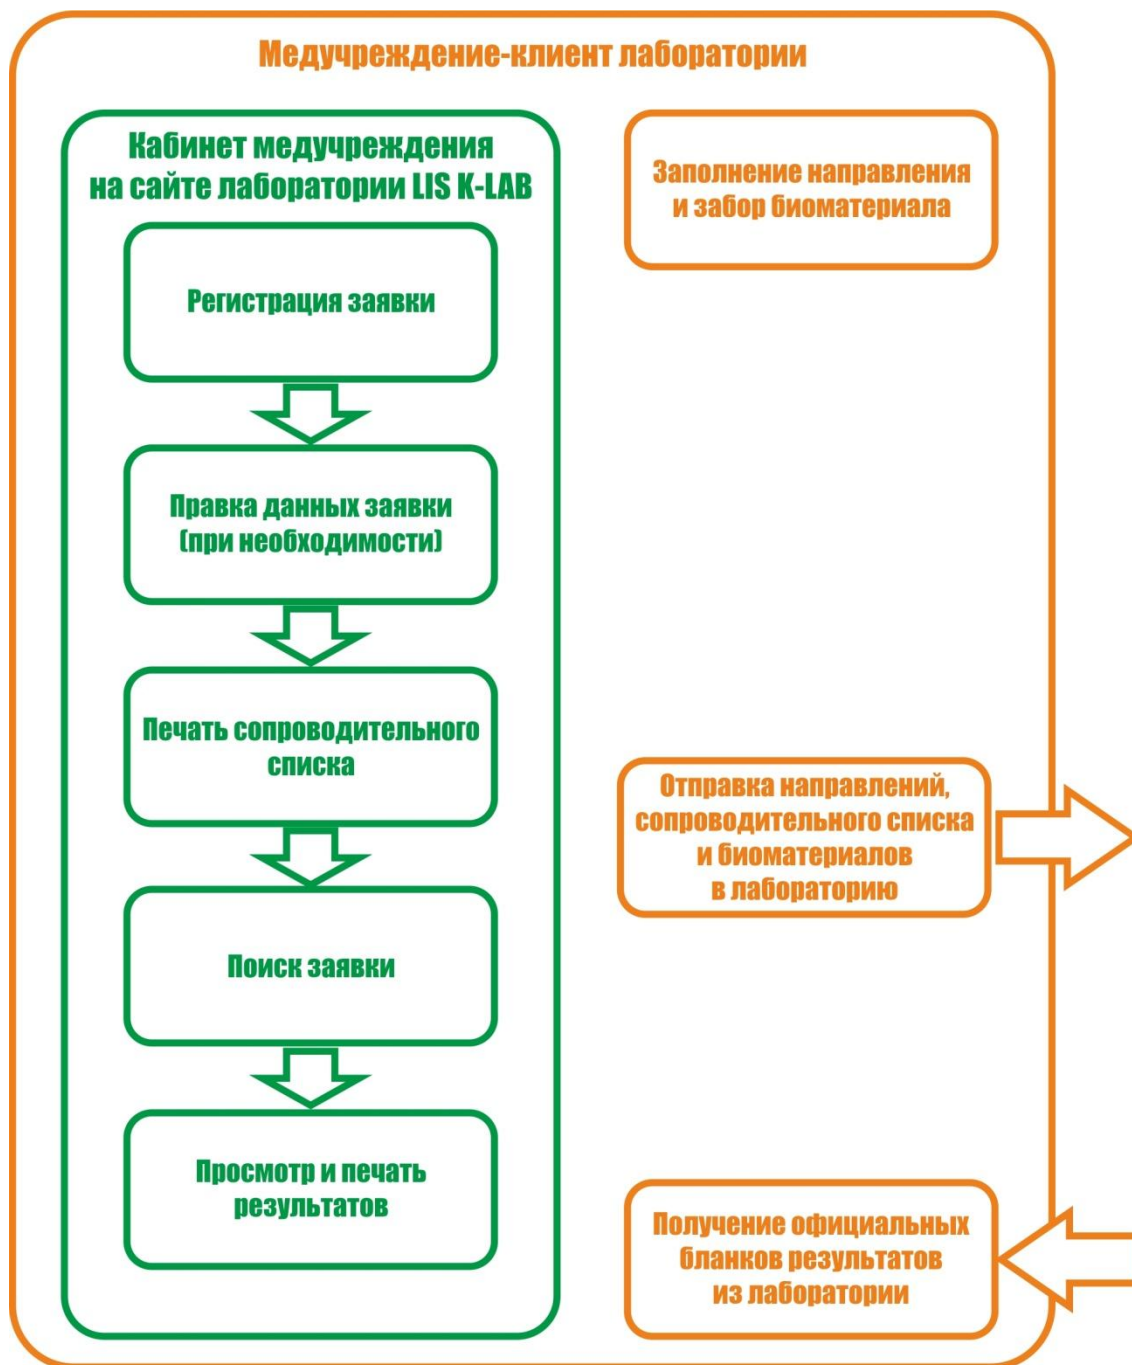 Медучреждение-клиент лаборатории
Кабинет медучреждения
на сайте лаборатории LIS K-LAB
Регистрация заявки
Правка данных заявки
(при необходимости)
Печать сопроводительного
списка
Поиск заявки
Просмотр и печать
результатов
Заполнение направления
и забор биоматериала
Отправка направлений,
сопроводительного списка
и биоматериалов
в лабораторию
Получение официальных
бланков результатов
из лаборатории